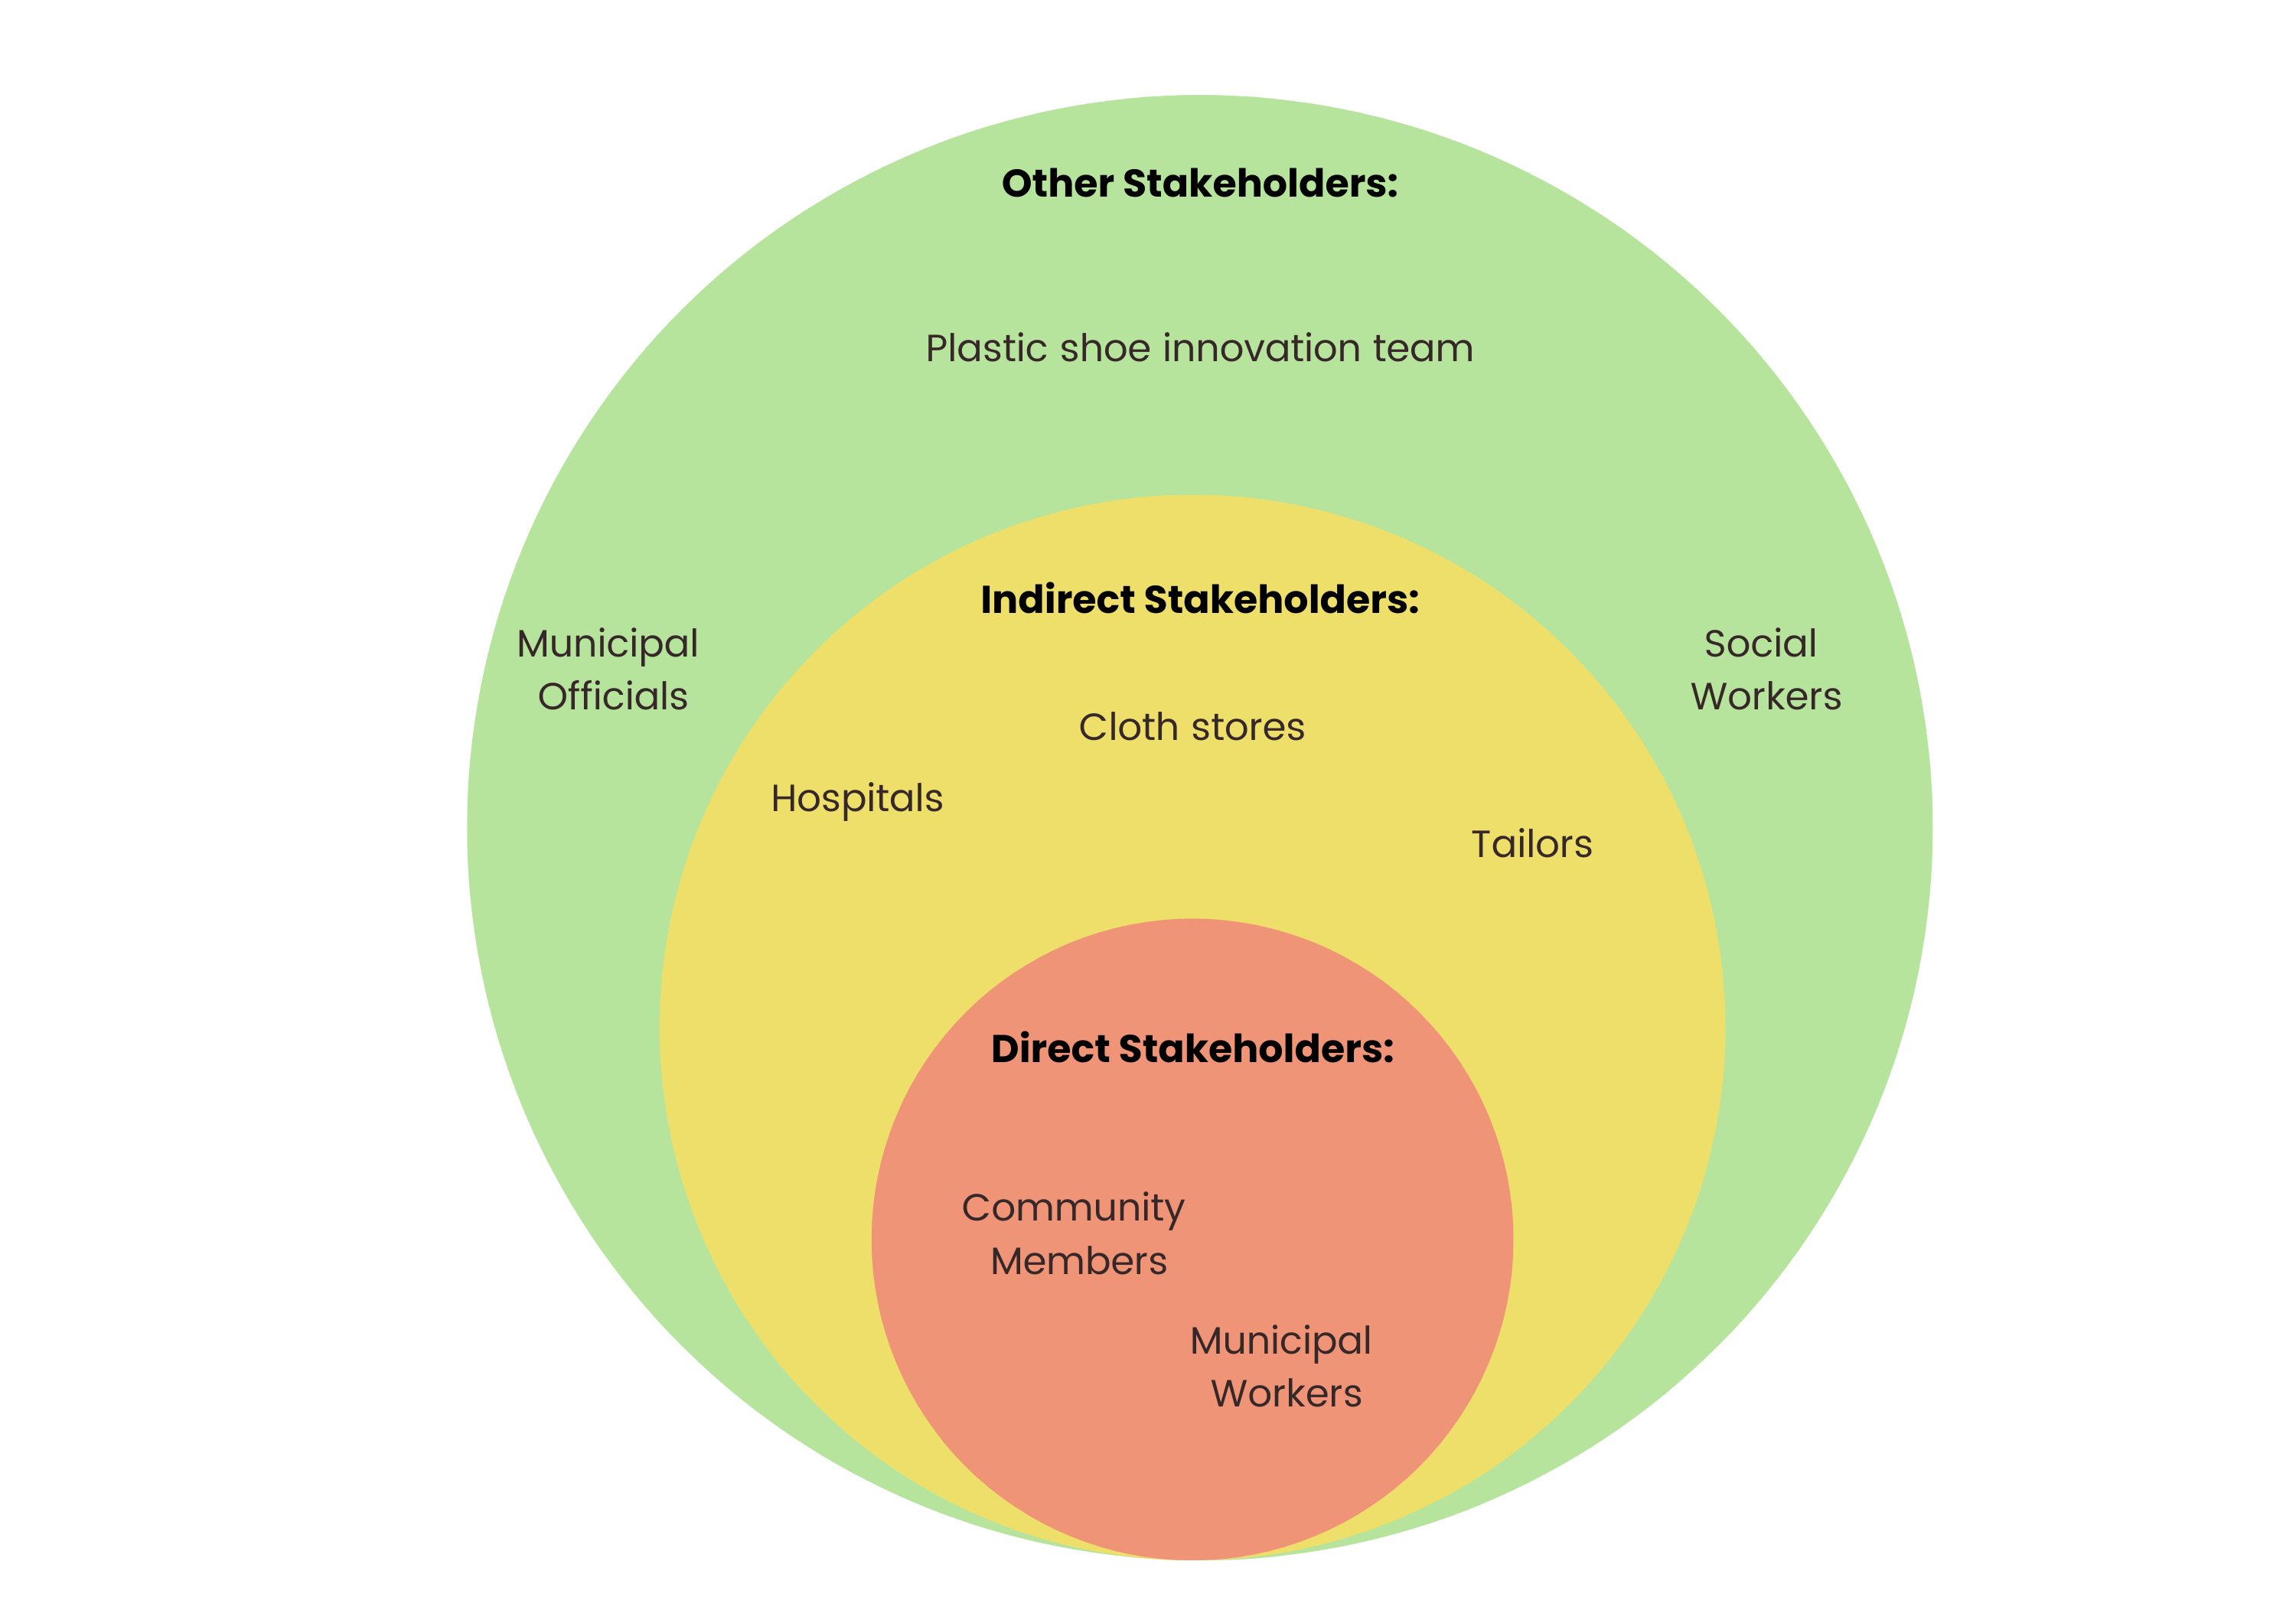 Other Stakeholders:
Plastic shoe innovation team
Municipal
Officials
Social
Workers
Indirect Stakeholders:
Cloth stores
Hospitals
Tailors
Direct Stakeholders:
Community
Members
Municipal
Workers